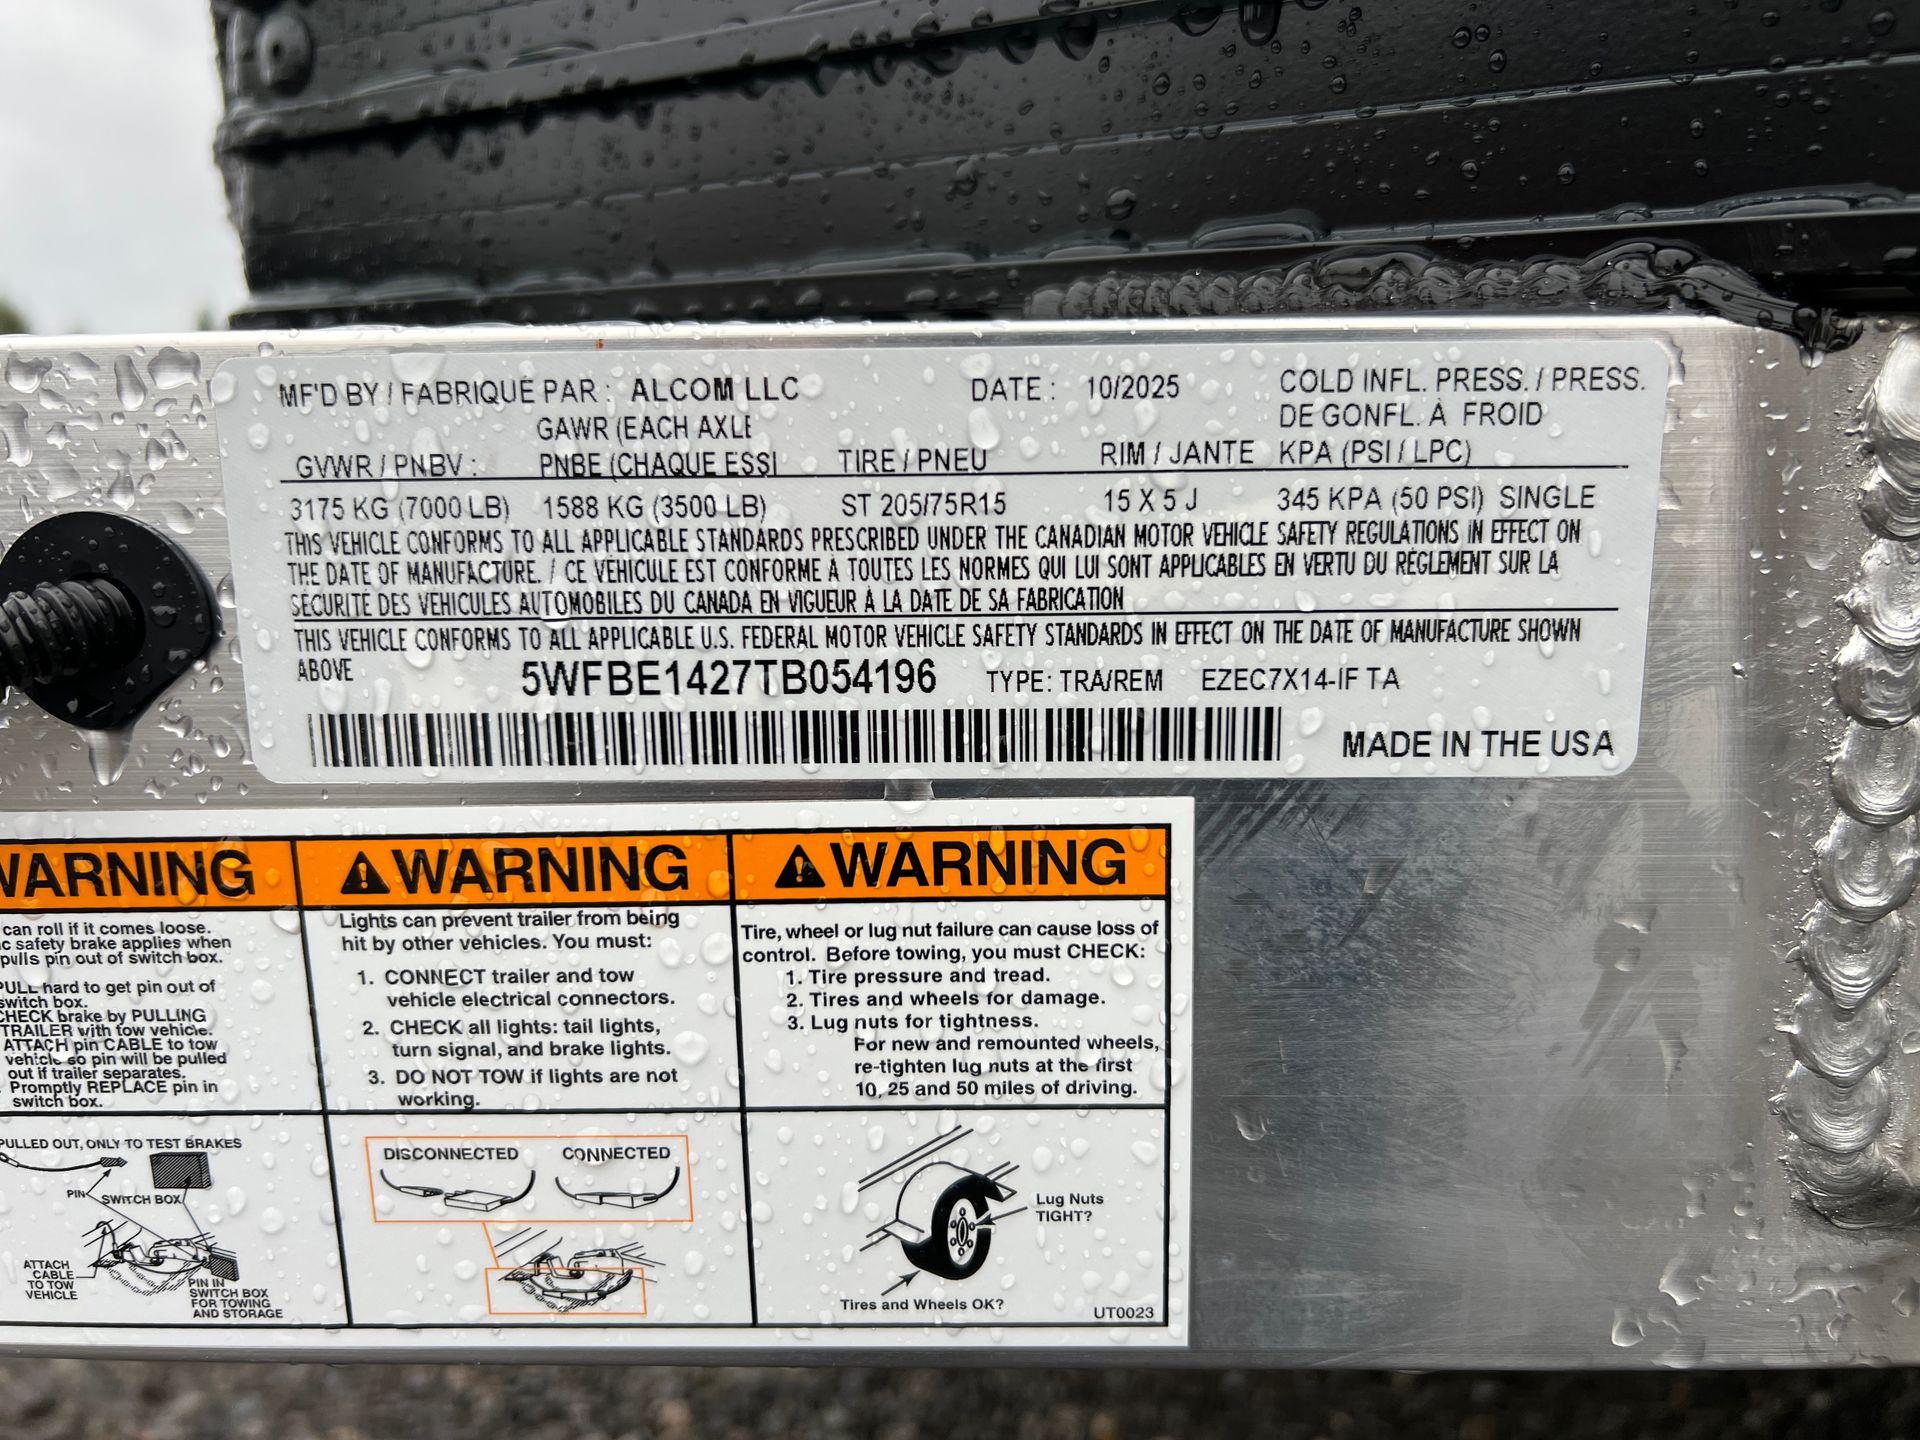 MF'D BY / FABRIQUÉ PAR : ALCOM LLC DATE : 10/2025 COLD INFL. PRESS. / PRESS.
GAWR (EACH AXLE DE GONFL. À FROID
GVWR / PNBV : PNBE (CHAQUE ESSI TIRE / PNEU RIM / JANTE KPA (PSI / LPC)
3175 KG (7000 LB) 1588 KG (3500 LB) ST 205/75R15 15 X 5 J 345 KPA (50 PSI) SINGLE
THIS VEHICLE CONFORMS TO ALL APPLICABLE STANDARDS PRESCRIBED UNDER THE CANADIAN MOTOR VEHICLE SAFETY REGULATIONS IN EFFECT ON
THE DATE OF MANUFACTURE. / CE VÉHICULE EST CONFORME À TOUTES LES NORMES QUI LUI SONT APPLICABLES EN VERTU DU RÈGLEMENT SUR LA
SÉCURITÉ DES VÉHICULES AUTOMOBILES DU CANADA EN VIGUEUR À LA DATE DE SA FABRICATION
THIS VEHICLE CONFORMS TO ALL APPLICABLE U.S. FEDERAL MOTOR VEHICLE SAFETY STANDARDS IN EFFECT ON THE DATE OF MANUFACTURE SHOWN
ABOVE 5WFBE1427TB054196 TYPE: TRA/REM EZEC7X14-IF TA
MADE IN THE USA
WARNING
can roll if it comes loose.
c safety brake applies when
pulls pin out of switch box.
PULL hard to get pin out of
switch box.
CHECK brake by PULLING
TRAILER with tow vehicle.
ATTACH pin CABLE to tow
vehicle so pin will be pulled
out if trailer separates.
Promptly REPLACE pin in
switch box.
PULLED OUT, ONLY TO TEST BRAKES
PIN
SWITCH BOX
ATTACH
CABLE
TO TOW
VEHICLE
PIN IN
SWITCH BOX
FOR TOWING
AND STORAGE
WARNING
Lights can prevent trailer from being
hit by other vehicles. You must:
1. CONNECT trailer and tow
vehicle electrical connectors.
2. CHECK all lights: tail lights,
turn signal, and brake lights.
3. DO NOT TOW if lights are not
working.
DISCONNECTED CONNECTED
WARNING
Tire, wheel or lug nut failure can cause loss of
control. Before towing, you must CHECK:
1. Tire pressure and tread.
2. Tires and wheels for damage.
3. Lug nuts for tightness.
For new and remounted wheels,
re-tighten lug nuts at the first
10, 25 and 50 miles of driving.
Lug Nuts
TIGHT?
Tires and Wheels OK?
UT0023